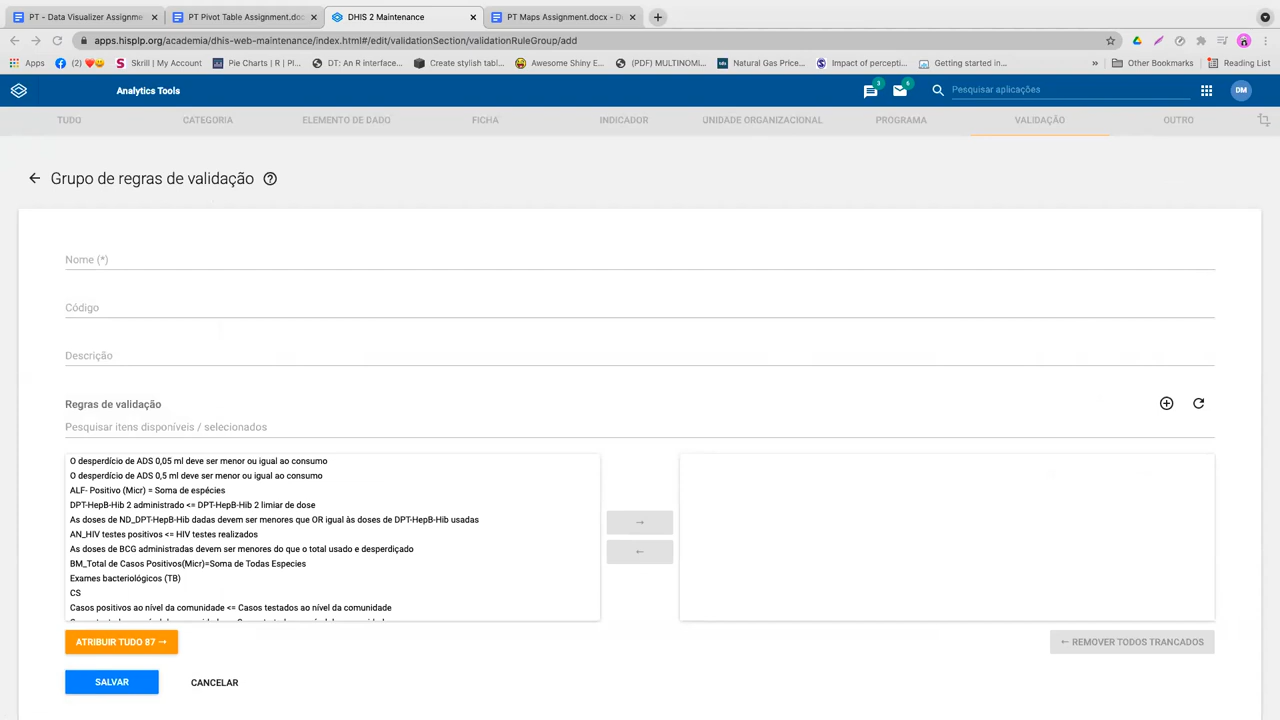 PT - Data Visualizer Assignme
PT Pivot Table Assignment.doc
DHIS 2 Maintenance
PT Maps Assignment.docx - D
apps.hisplp.org/academia/dhis-web-maintenance/index.html#/edit/validationSection/validationRuleGroup/add
Apps
(2)
Skrill | My Account
Pie Charts | R | Pl...
DT: An R interface...
Create stylish tabl...
Awesome Shiny E...
(PDF) MULTINOMI...
Natural Gas Price...
Impact of percepti...
Getting started in...
»
Other Bookmarks
Reading List
Analytics Tools
3
6
Pesquisar aplicações
DM
TUDO
CATEGORIA
ELEMENTO DE DADO
FICHA
INDICADOR
UNIDADE ORGANIZACIONAL
PROGRAMA
VALIDAÇÃO
OUTRO
Grupo de regras de validação
Nome (*)
Código
Descrição
Regras de validação
Pesquisar itens disponíveis / selecionados
O desperdício de ADS 0,05 ml deve ser menor ou igual ao consumo
O desperdício de ADS 0,5 ml deve ser menor ou igual ao consumo
ALF- Positivo (Micr) = Soma de espécies
DPT-HepB-Hib 2 administrado <= DPT-HepB-Hib 2 limiar de dose
As doses de ND_DPT-HepB-Hib dadas devem ser menores que OR igual às doses de DPT-HepB-Hib usadas
AN_HIV testes positivos <= HIV testes realizados
As doses de BCG administradas devem ser menores do que o total usado e desperdiçado
BM_Total de Casos Positivos(Micr)=Soma de Todas Especies
Exames bacteriológicos (TB)
CS
Casos positivos ao nível da comunidade <= Casos testados ao nível da comunidade
→
←
ATRIBUIR TUDO 87 →
← REMOVER TODOS TRANCADOS
SALVAR
CANCELAR